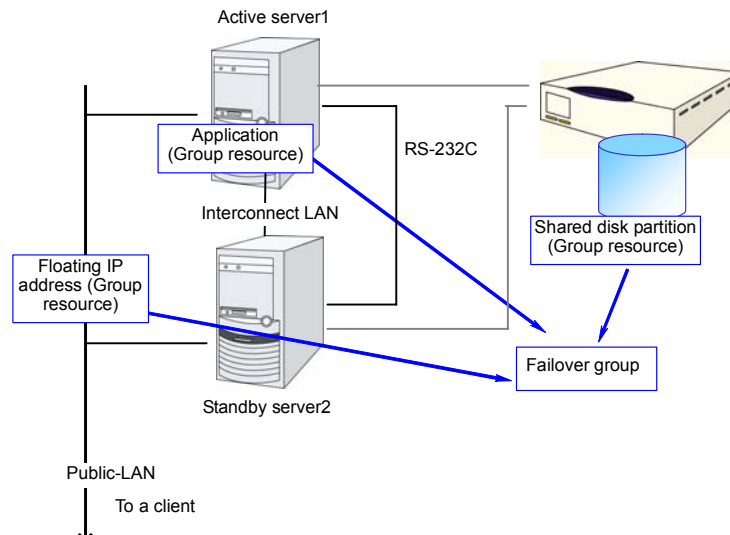 Active server1
Application
(Group resource)
RS-232C
Interconnect LAN
Shared disk partition
(Group resource)
Floating IP
address (Group
resource)
Failover group
Standby server2
Public-LAN
To a client